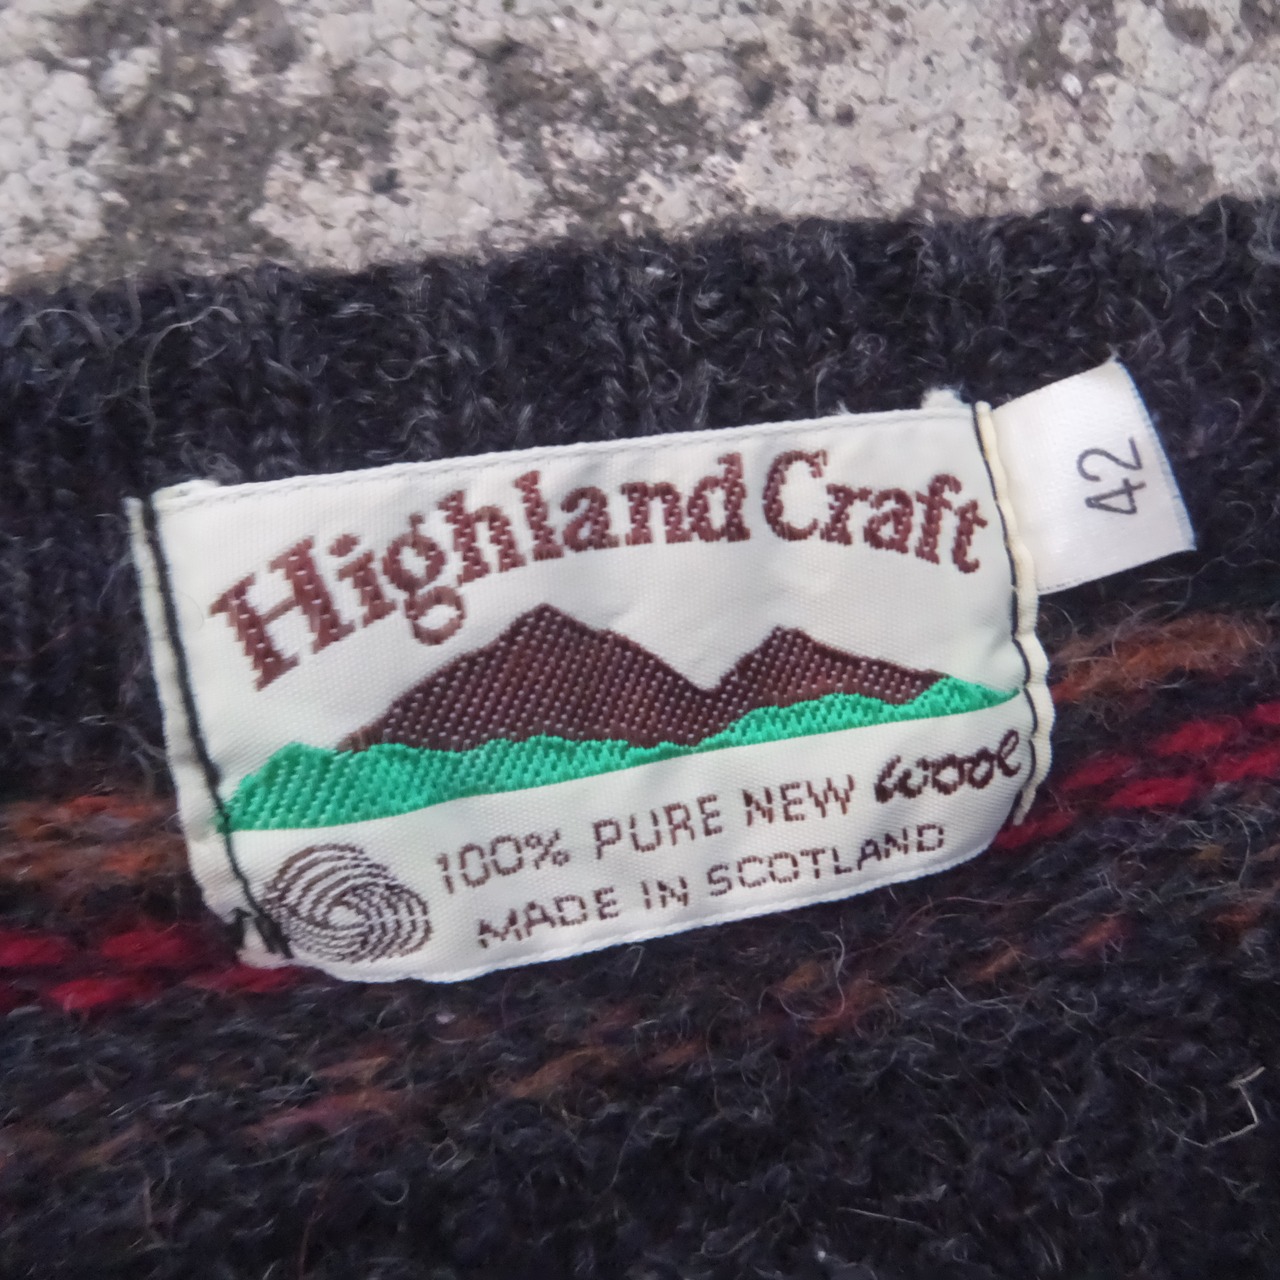 Highland Craft
100% PURE NEW wool
MADE IN SCOTLAND
42